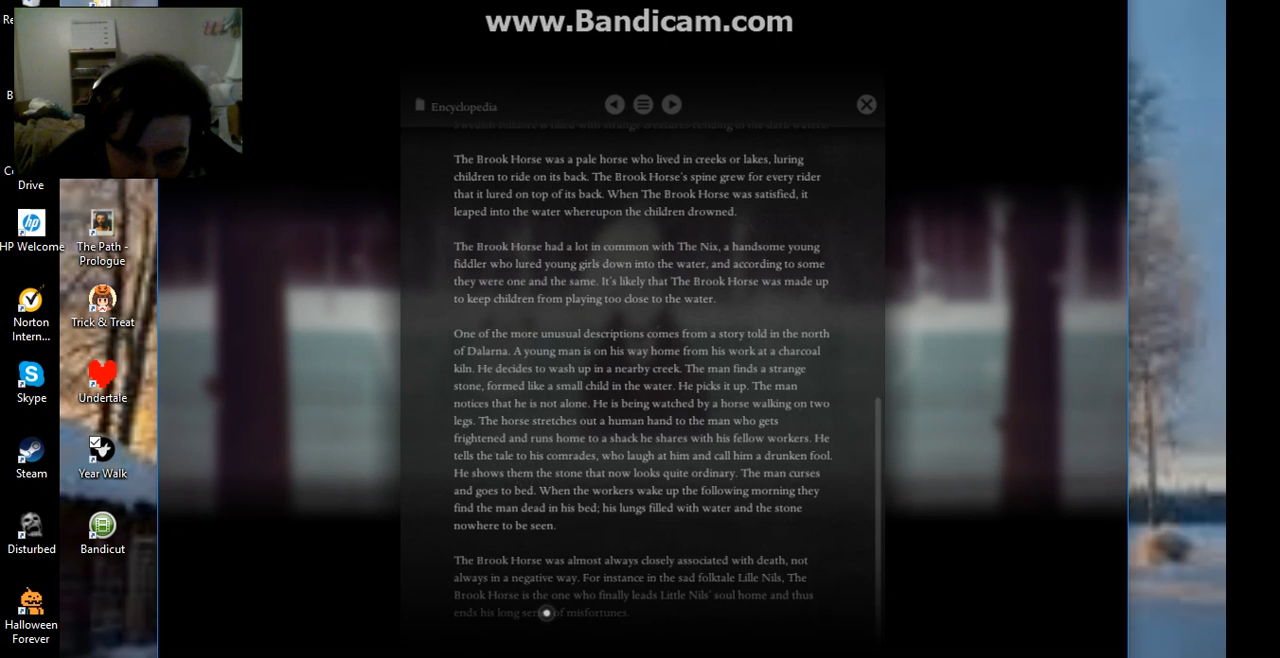 www.Bandicam.com
Re
B
C
Drive
HP Welcome
The Path -
Prologue
Norton
Intern...
Trick & Treat
Skype
Undertale
Steam
Year Walk
Disturbed
Bandicut
Halloween
Forever
Encyclopedia
Swedish folklore is filled with strange creatures residing in the dark waters.
The Brook Horse was a pale horse who lived in creeks or lakes, luring
children to ride on its back. The Brook Horse's spine grew for every rider
that it lured on top of its back. When The Brook Horse was satisfied, it
leaped into the water whereupon the children drowned.
The Brook Horse had a lot in common with The Nix, a handsome young
fiddler who lured young girls down into the water, and according to some
they were one and the same. It's likely that The Brook Horse was made up
to keep children from playing too close to the water.
One of the more unusual descriptions comes from a story told in the north
of Dalarna. A young man is on his way home from his work at a charcoal
kiln. He decides to wash up in a nearby creek. The man finds a strange
stone, formed like a small child in the water. He picks it up. The man
notices that he is not alone. He is being watched by a horse walking on two
legs. The horse stretches out a human hand to the man who gets
frightened and runs home to a shack he shares with his fellow workers. He
tells the tale to his comrades, who laugh at him and call him a drunken fool.
He shows them the stone that now looks quite ordinary. The man curses
and goes to bed. When the workers wake up the following morning they
find the man dead in his bed; his lungs filled with water and the stone
nowhere to be seen.
The Brook Horse was almost always closely associated with death, not
always in a negative way. For instance in the sad folktale Lille Nils, The
Brook Horse is the one who finally leads Little Nils' soul home and thus
ends his long series of misfortunes.